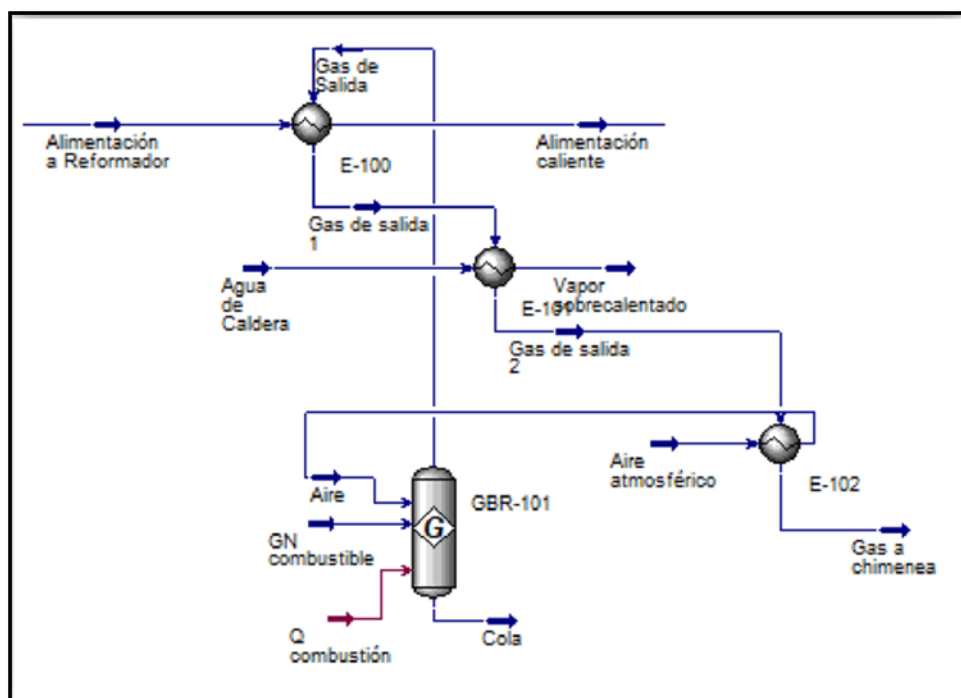 Gas de
Salida
Alimentación
a Reformador
E-100
Alimentación
caliente
Gas de salida
1
Agua
de
Caldera
E-101
Vapor
sobrecalentado
Gas de salida
2
Aire
atmosférico
E-102
Aire
GBR-101
G
GN
combustible
Gas a
chimenea
Q
combustión
Cola